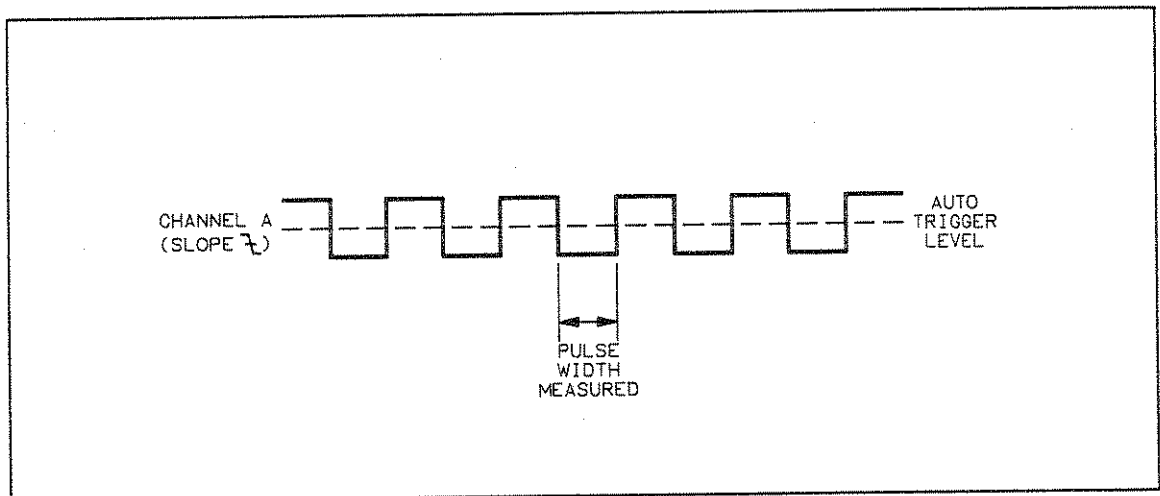 CHANNEL A
(SLOPE ⨍)
AUTO
TRIGGER
LEVEL
PULSE
WIDTH
MEASURED